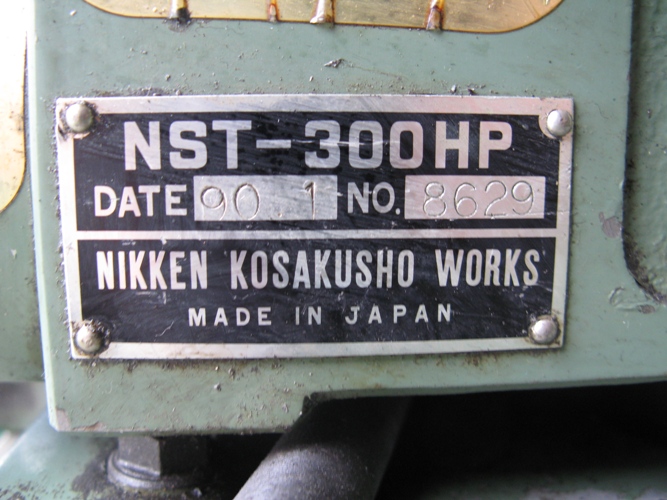 NST-300HP
DATE 90.1 NO. 8629
NIKKEN KOSAKUSHO WORKS
MADE IN JAPAN